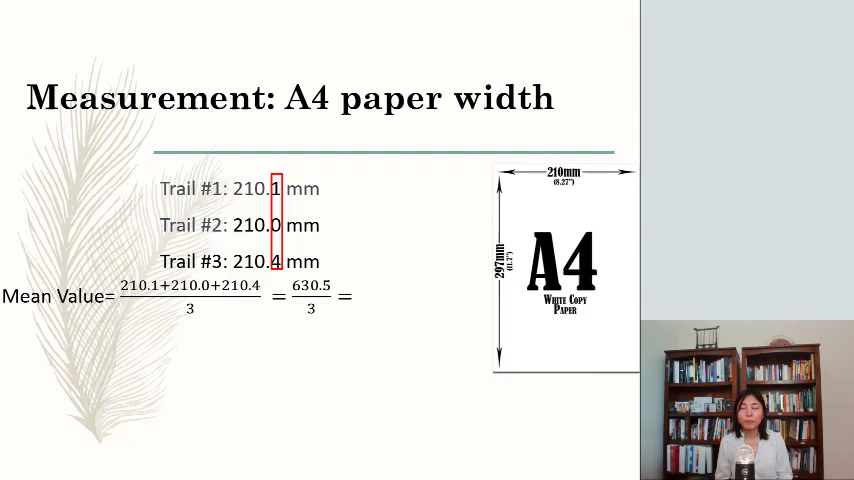 Measurement: A4 paper width
Trail #1: 210.1 mm
Trail #2: 210.0 mm
Trail #3: 210.4 mm
Mean Value= (210.1+210.0+210.4)/3 = 630.5/3 =
210mm
(8.27")
297mm
(11.7")
A4
White Copy
Paper